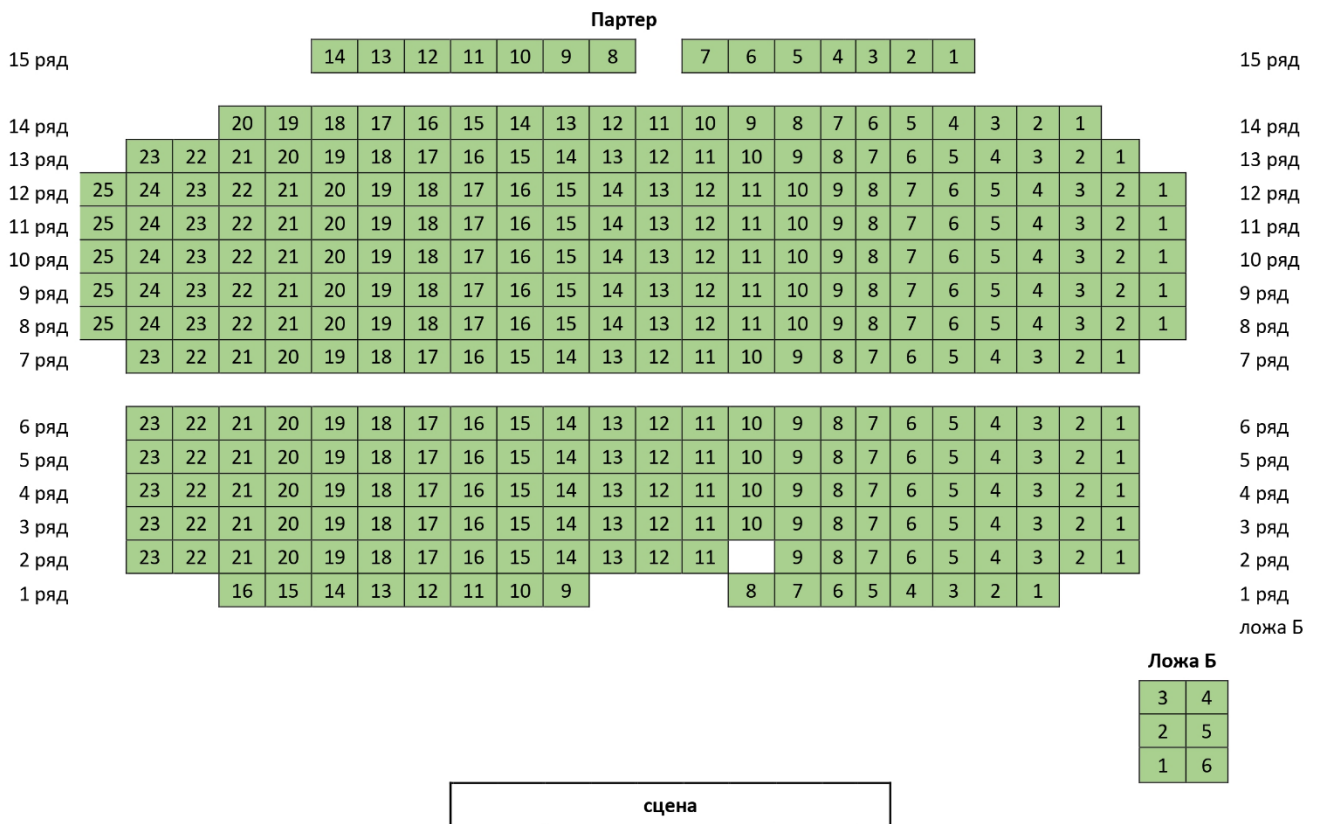 Партер
15 ряд 14 13 12 11 10 9 8 7 6 5 4 3 2 1 15 ряд
14 ряд 20 19 18 17 16 15 14 13 12 11 10 9 8 7 6 5 4 3 2 1 14 ряд
13 ряд 23 22 21 20 19 18 17 16 15 14 13 12 11 10 9 8 7 6 5 4 3 2 1 13 ряд
12 ряд 25 24 23 22 21 20 19 18 17 16 15 14 13 12 11 10 9 8 7 6 5 4 3 2 1 12 ряд
11 ряд 25 24 23 22 21 20 19 18 17 16 15 14 13 12 11 10 9 8 7 6 5 4 3 2 1 11 ряд
10 ряд 25 24 23 22 21 20 19 18 17 16 15 14 13 12 11 10 9 8 7 6 5 4 3 2 1 10 ряд
9 ряд 25 24 23 22 21 20 19 18 17 16 15 14 13 12 11 10 9 8 7 6 5 4 3 2 1 9 ряд
8 ряд 25 24 23 22 21 20 19 18 17 16 15 14 13 12 11 10 9 8 7 6 5 4 3 2 1 8 ряд
7 ряд 23 22 21 20 19 18 17 16 15 14 13 12 11 10 9 8 7 6 5 4 3 2 1 7 ряд
6 ряд 23 22 21 20 19 18 17 16 15 14 13 12 11 10 9 8 7 6 5 4 3 2 1 6 ряд
5 ряд 23 22 21 20 19 18 17 16 15 14 13 12 11 10 9 8 7 6 5 4 3 2 1 5 ряд
4 ряд 23 22 21 20 19 18 17 16 15 14 13 12 11 10 9 8 7 6 5 4 3 2 1 4 ряд
3 ряд 23 22 21 20 19 18 17 16 15 14 13 12 11 10 9 8 7 6 5 4 3 2 1 3 ряд
2 ряд 23 22 21 20 19 18 17 16 15 14 13 12 11 9 8 7 6 5 4 3 2 1 2 ряд
1 ряд 16 15 14 13 12 11 10 9 8 7 6 5 4 3 2 1 1 ряд
ложа Б
Ложа Б
3 4
2 5
1 6
сцена